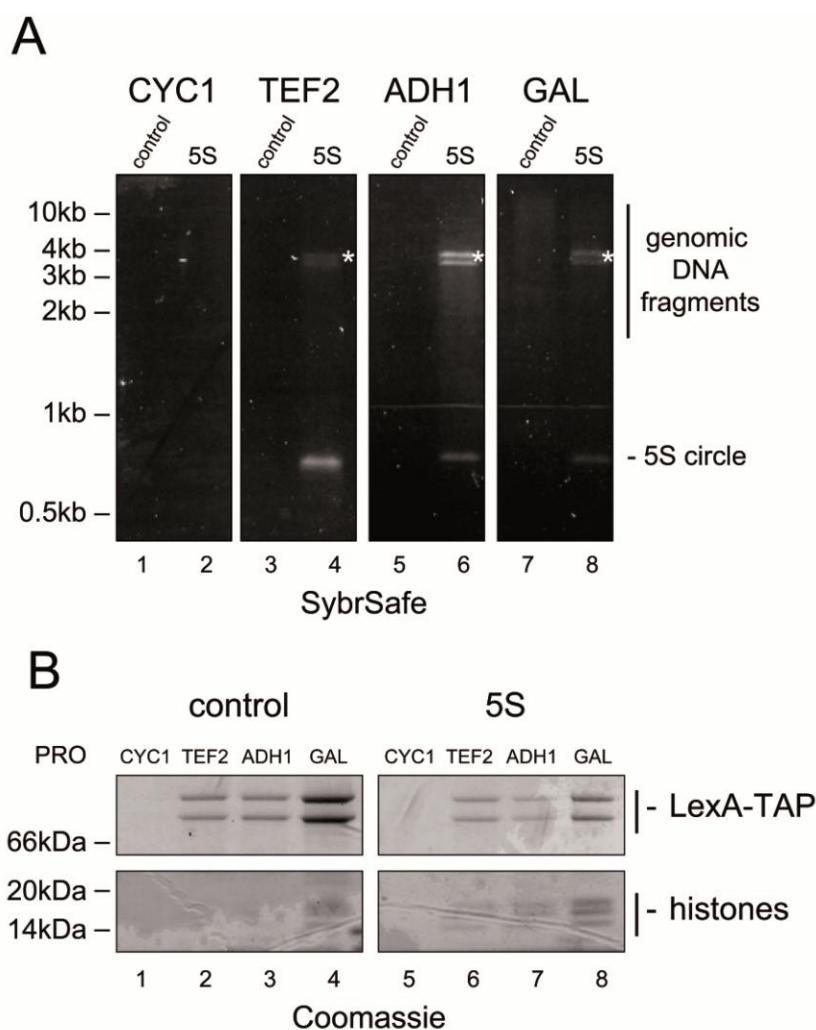 A
CYC1 TEF2 ADH1 GAL
control 5S control 5S control 5S control 5S
10kb –
4kb –
3kb –
2kb –
1kb –
0.5kb –
* * *
genomic
DNA
fragments
- 5S circle
1 2 3 4 5 6 7 8
SybrSafe
B
control 5S
PRO CYC1 TEF2 ADH1 GAL CYC1 TEF2 ADH1 GAL
66kDa –
- LexA-TAP
20kDa –
14kDa –
- histones
1 2 3 4 5 6 7 8
Coomassie